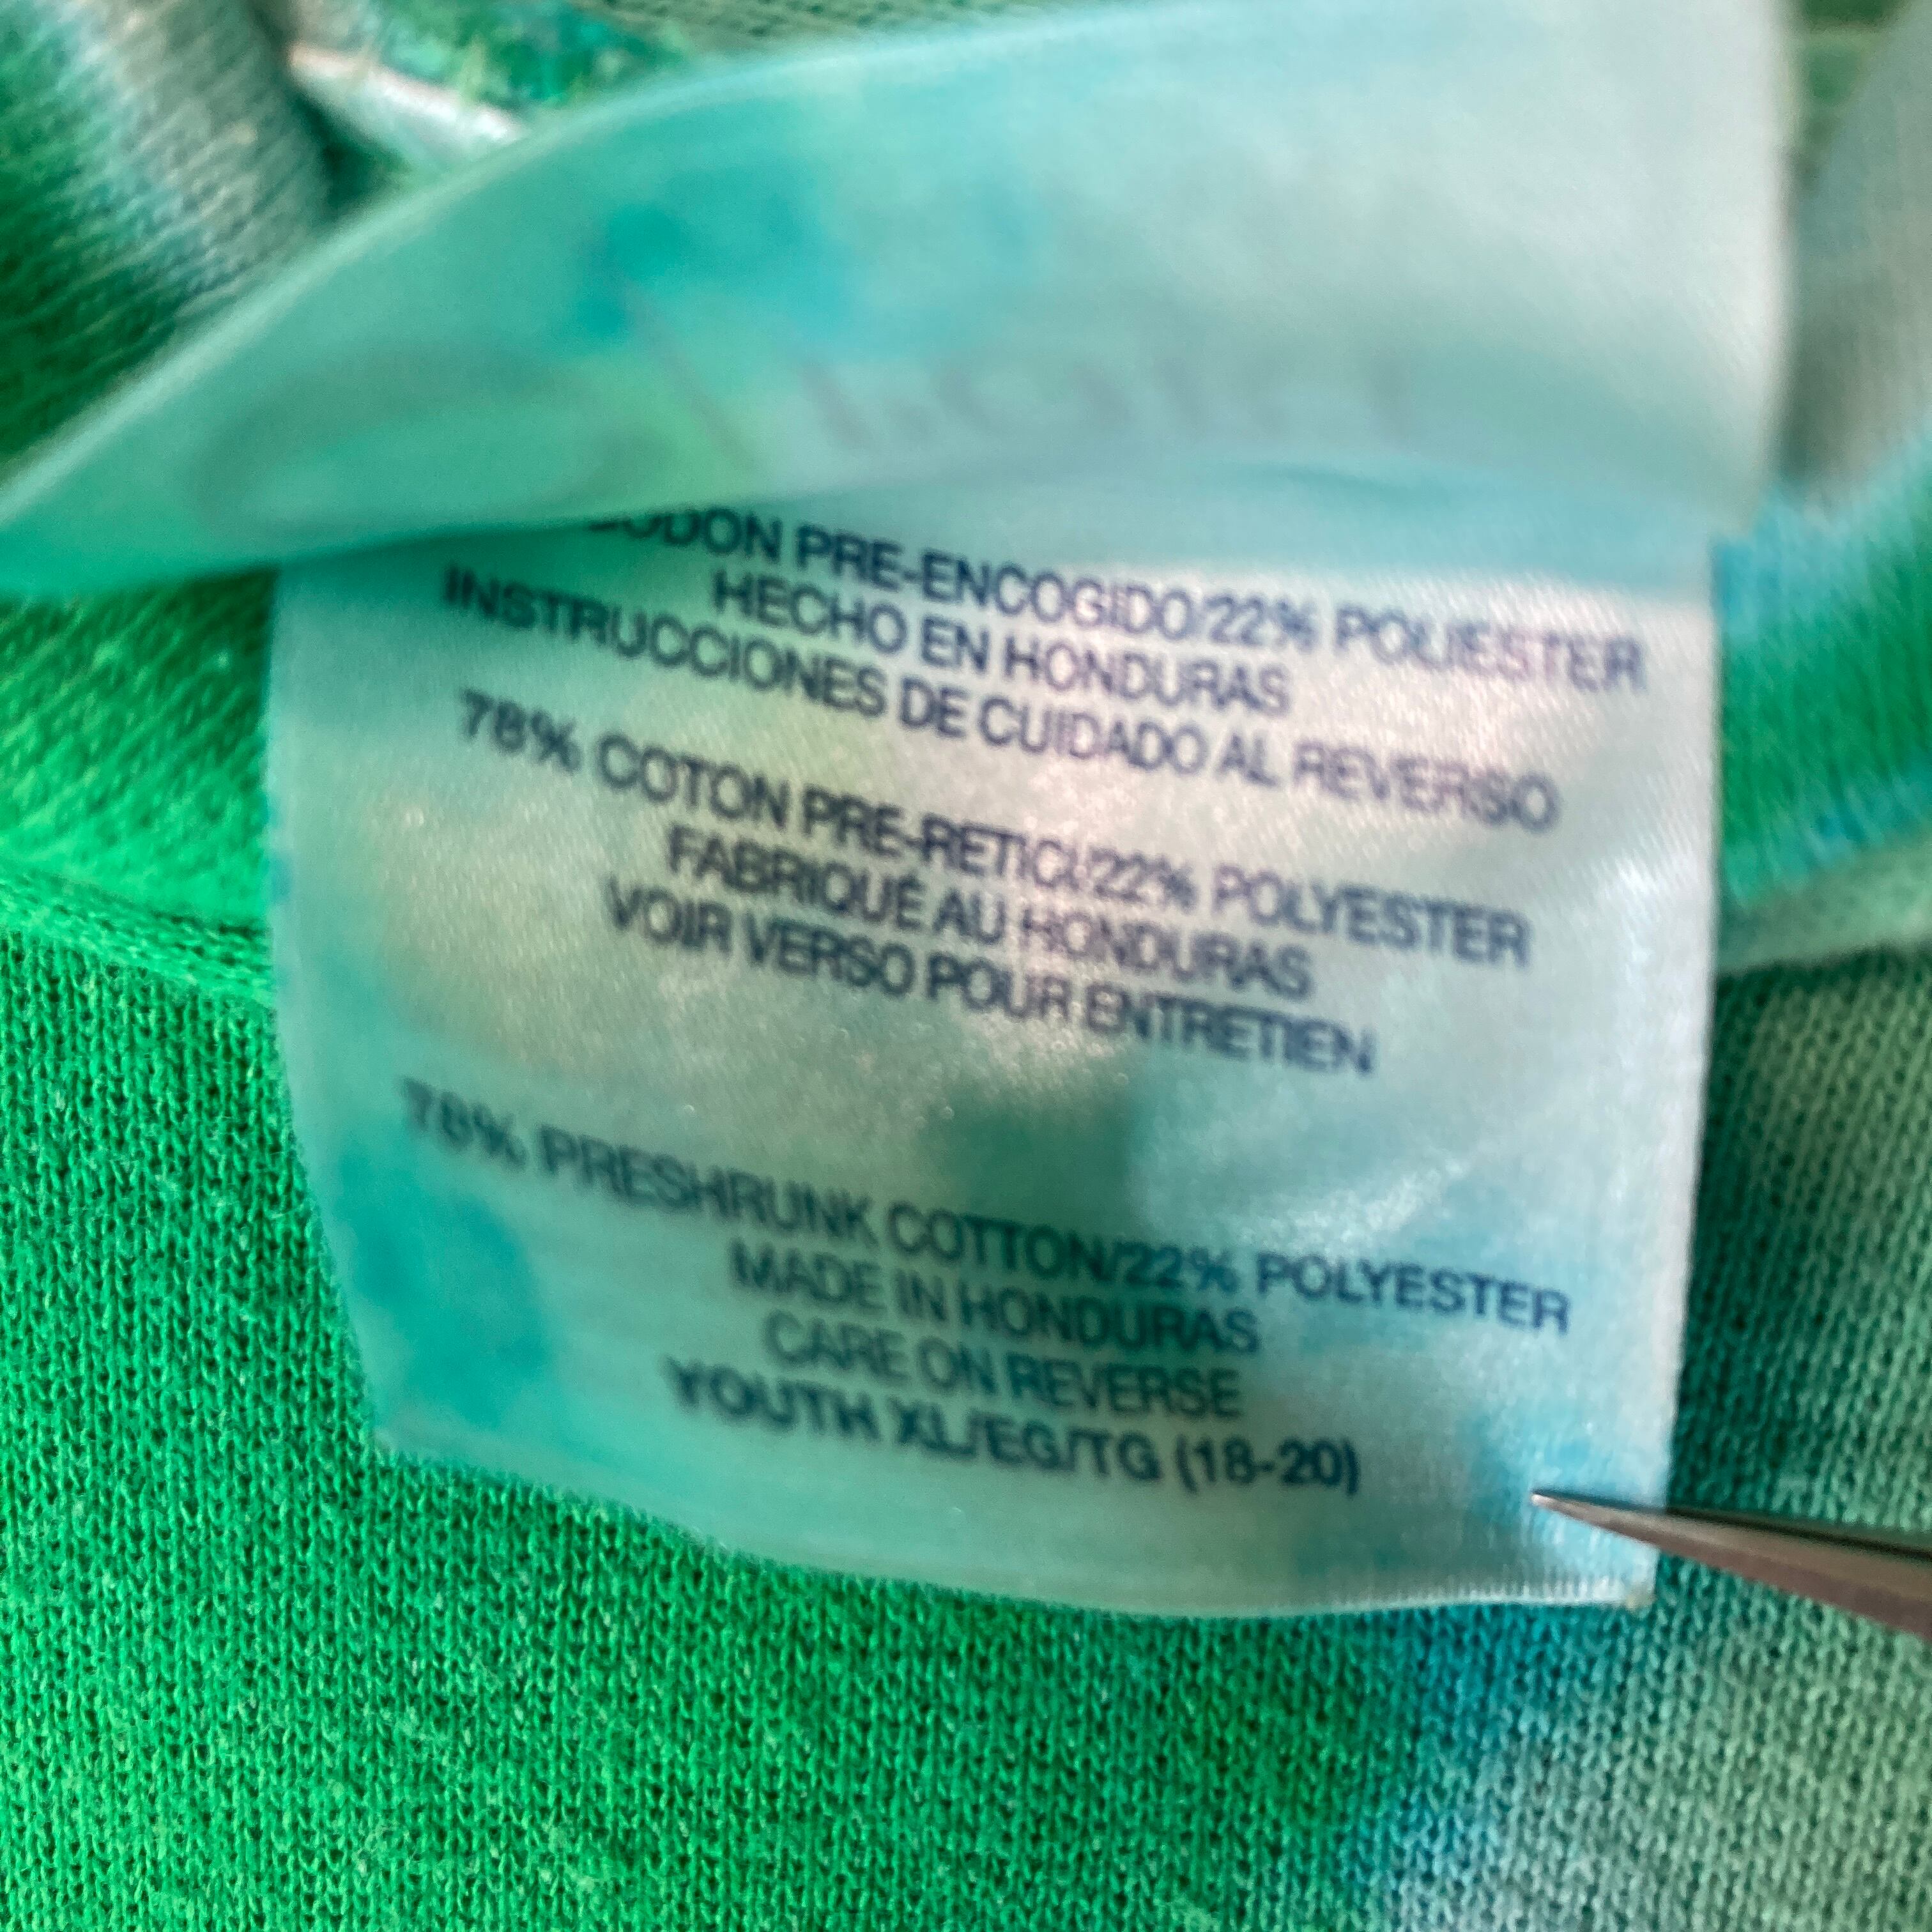 PRE-ENCOGIDO/22% POLIESTER
HECHO EN HONDURAS
INSTRUCCIONES DE CUIDADO AL REVERSO
78% COTON PRE-RETICI/22% POLYESTER
FABRIQUÉ AU HONDURAS
VOIR VERSO POUR ENTRETIEN
78% PRESHRUNK COTTON/22% POLYESTER
MADE IN HONDURAS
CARE ON REVERSE
YOUTH XL/EG/TG (18-20)